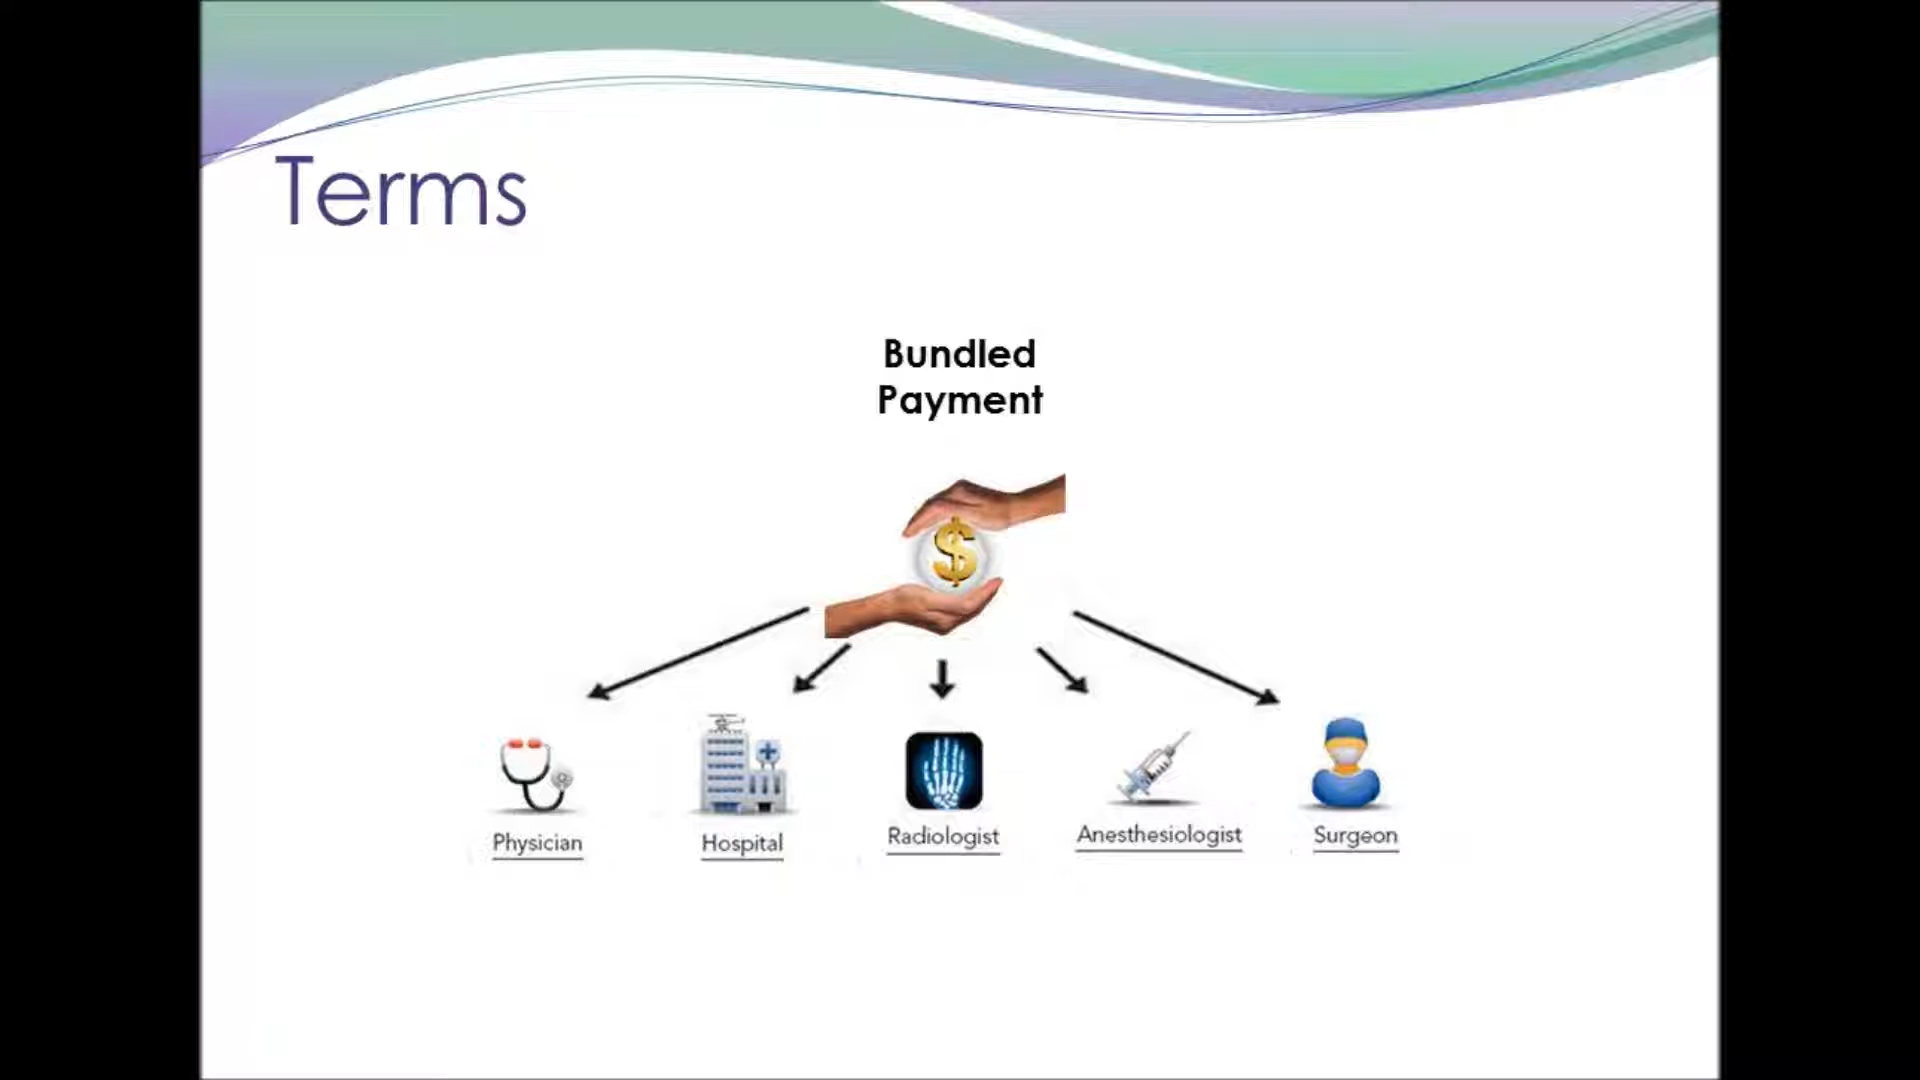 Terms
Bundled
Payment
$
Physician
Hospital
Radiologist
Anesthesiologist
Surgeon